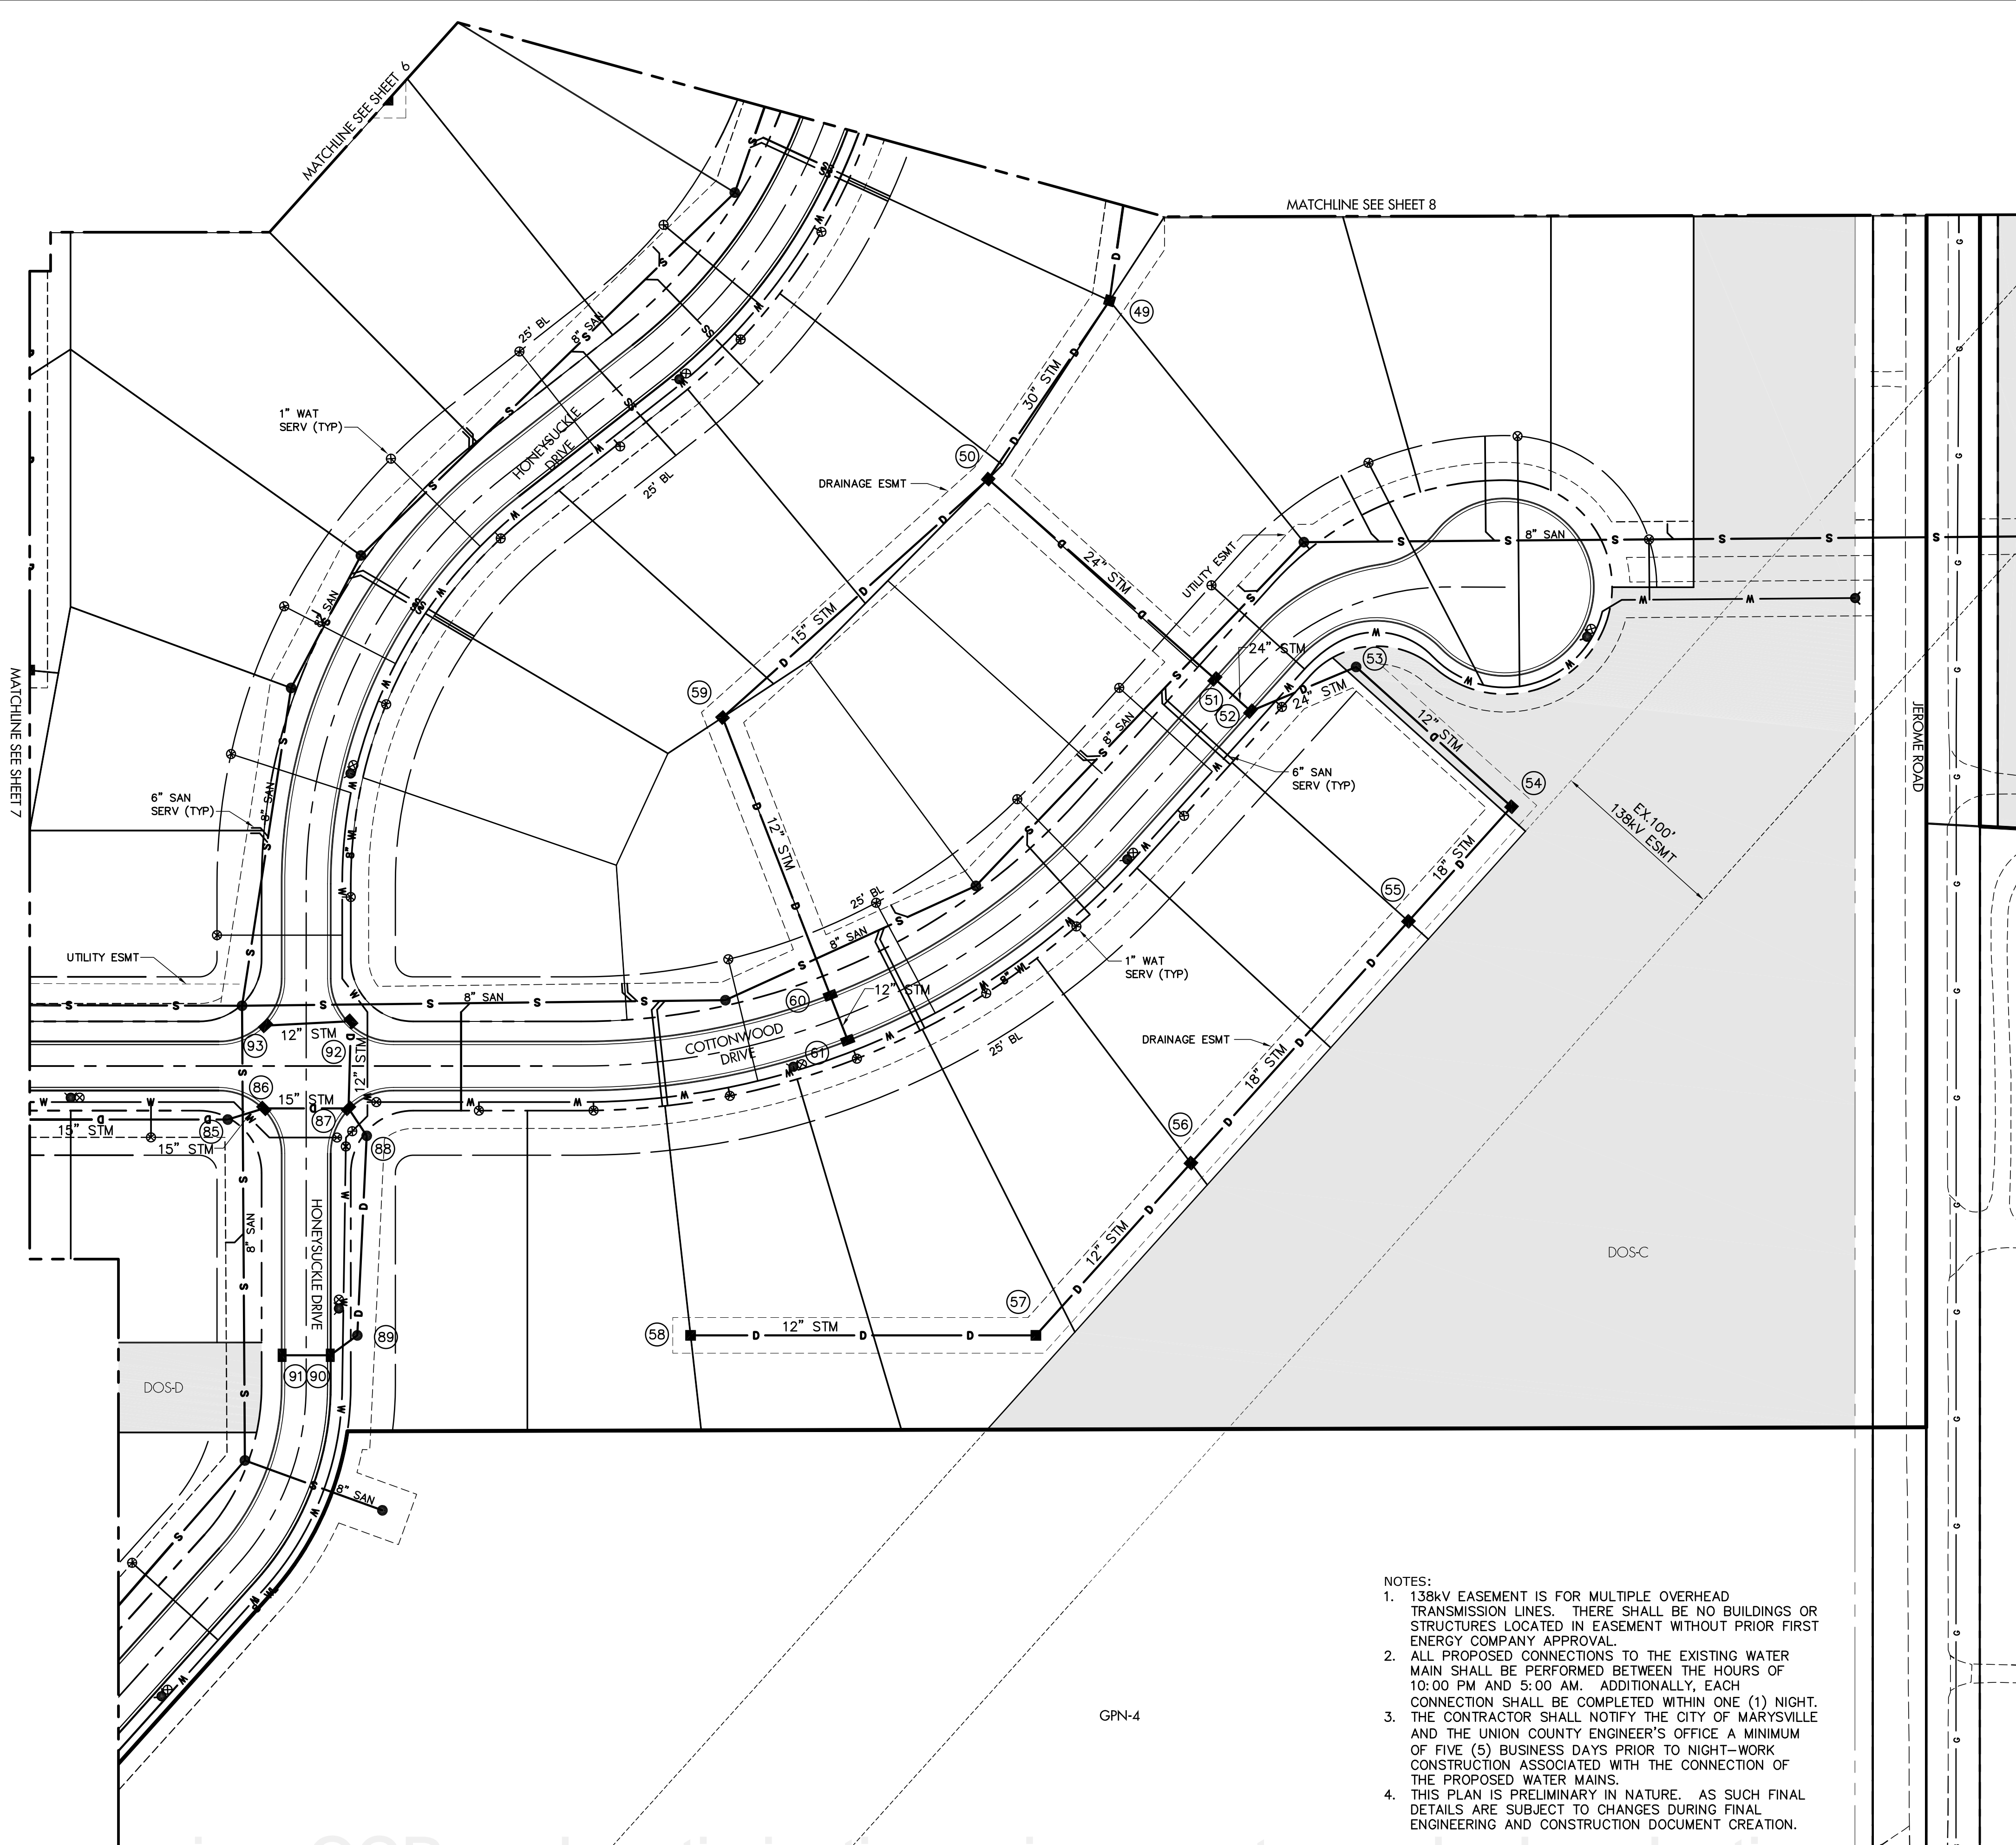 MATCHLINE SEE SHEET 6
MATCHLINE SEE SHEET 8
49
25' BL
8" SAN
30" STM
1" WAT
SERV (TYP)
HONEYSUCKLE
DRIVE
25' BL
50
DRAINAGE ESMT
UTILITY ESMT
8" SAN
24" STM
15" STM
8" SAN
24" STM
53
59
51
52
24" STM
12" STM
JEROME ROAD
MATCHLINE SEE SHEET 7
8" SAN
6" SAN
SERV (TYP)
54
6" SAN
SERV (TYP)
8" SAN
8" WL
12" STM
18" STM
EX.100'
138kV ESMT
55
25' BL
8" SAN
UTILITY ESMT
1" WAT
SERV (TYP)
8" WL
8" SAN
60
12" STM
12" STM
93
92
12" STM
COTTONWOOD
DRIVE
61
25' BL
DRAINAGE ESMT
18" STM
86
15" STM
87
85
15" STM
15" STM
88
56
8" SAN
HONEYSUCKLE DRIVE
12" STM
DOS-C
57
58
12" STM
89
91
90
DOS-D
8" SAN
8" WL
GPN-4
NOTES:
1. 138kV EASEMENT IS FOR MULTIPLE OVERHEAD
TRANSMISSION LINES. THERE SHALL BE NO BUILDINGS OR
STRUCTURES LOCATED IN EASEMENT WITHOUT PRIOR FIRST
ENERGY COMPANY APPROVAL.
2. ALL PROPOSED CONNECTIONS TO THE EXISTING WATER
MAIN SHALL BE PERFORMED BETWEEN THE HOURS OF
10:00 PM AND 5:00 AM. ADDITIONALLY, EACH
CONNECTION SHALL BE COMPLETED WITHIN ONE (1) NIGHT.
3. THE CONTRACTOR SHALL NOTIFY THE CITY OF MARYSVILLE
AND THE UNION COUNTY ENGINEER'S OFFICE A MINIMUM
OF FIVE (5) BUSINESS DAYS PRIOR TO NIGHT-WORK
CONSTRUCTION ASSOCIATED WITH THE CONNECTION OF
THE PROPOSED WATER MAINS.
4. THIS PLAN IS PRELIMINARY IN NATURE. AS SUCH FINAL
DETAILS ARE SUBJECT TO CHANGES DURING FINAL
ENGINEERING AND CONSTRUCTION DOCUMENT CREATION.